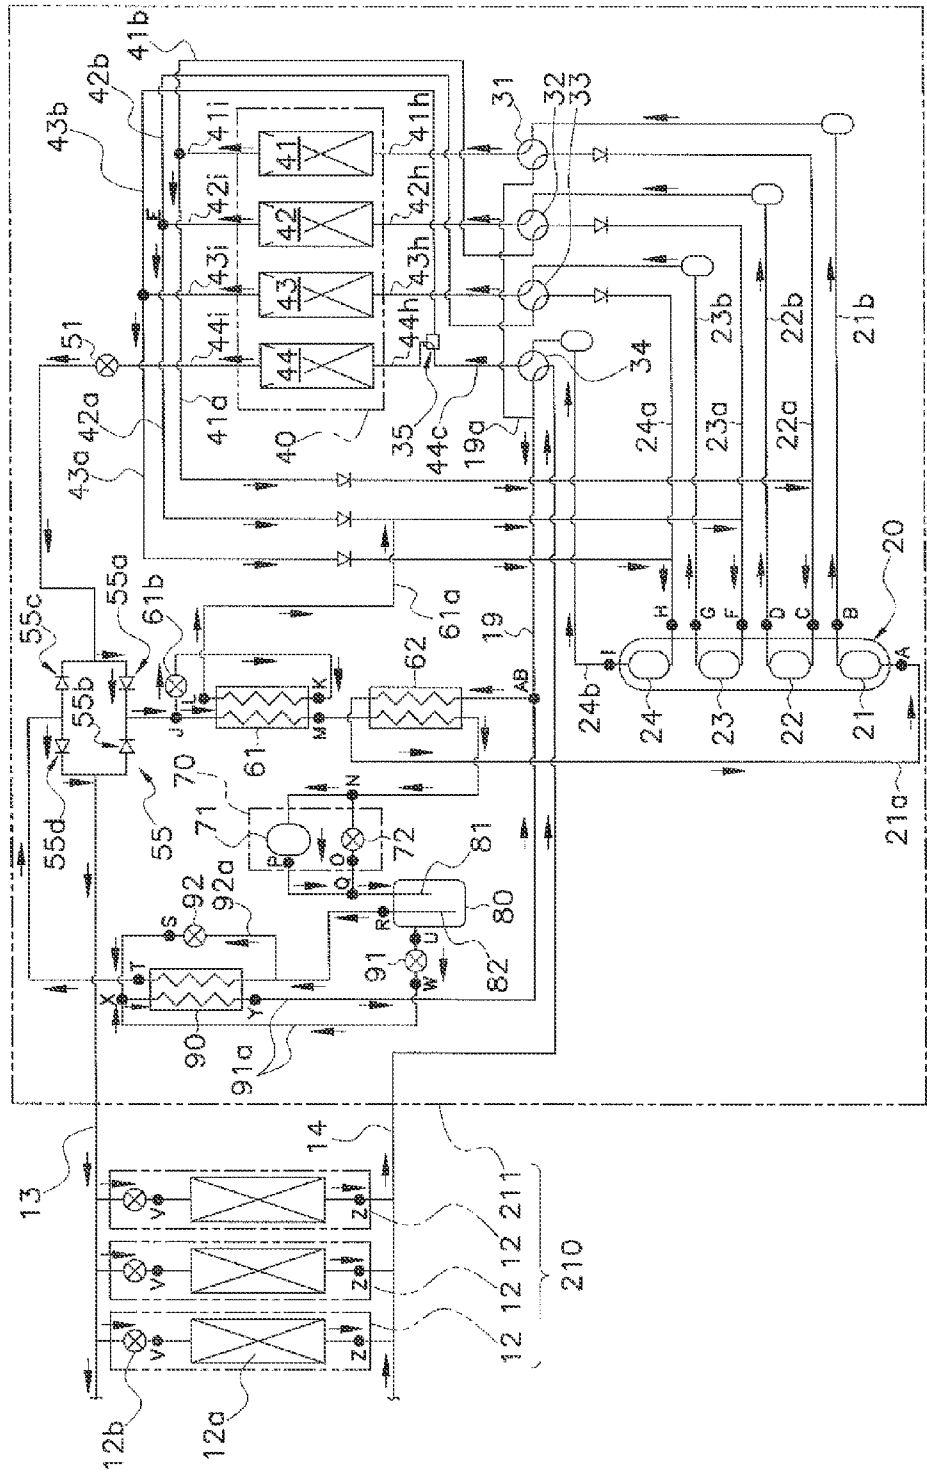 41b
42b
43b
31
32
33
41i
41h
41
E
42i
42h
42
43i
43h
43
23b
22b
21b
51
44i
44h
44
34
42a
41a
40
35
44c
19a
24a
23a
22a
43a
55c
55a
61b
61a
19
20
H
G
F
D
C
B
I
A
24b
24
23
22
21
62
L
K
J
M
61
AB
55b
55d
55
70
71
N
72
P
O
Q
81
21a
92
92a
S
R
80
U
91
82
T
X
W
90
Y
91a
13
14
V
Z
V
Z
V
Z
12
12
12
211
210
12b
12a